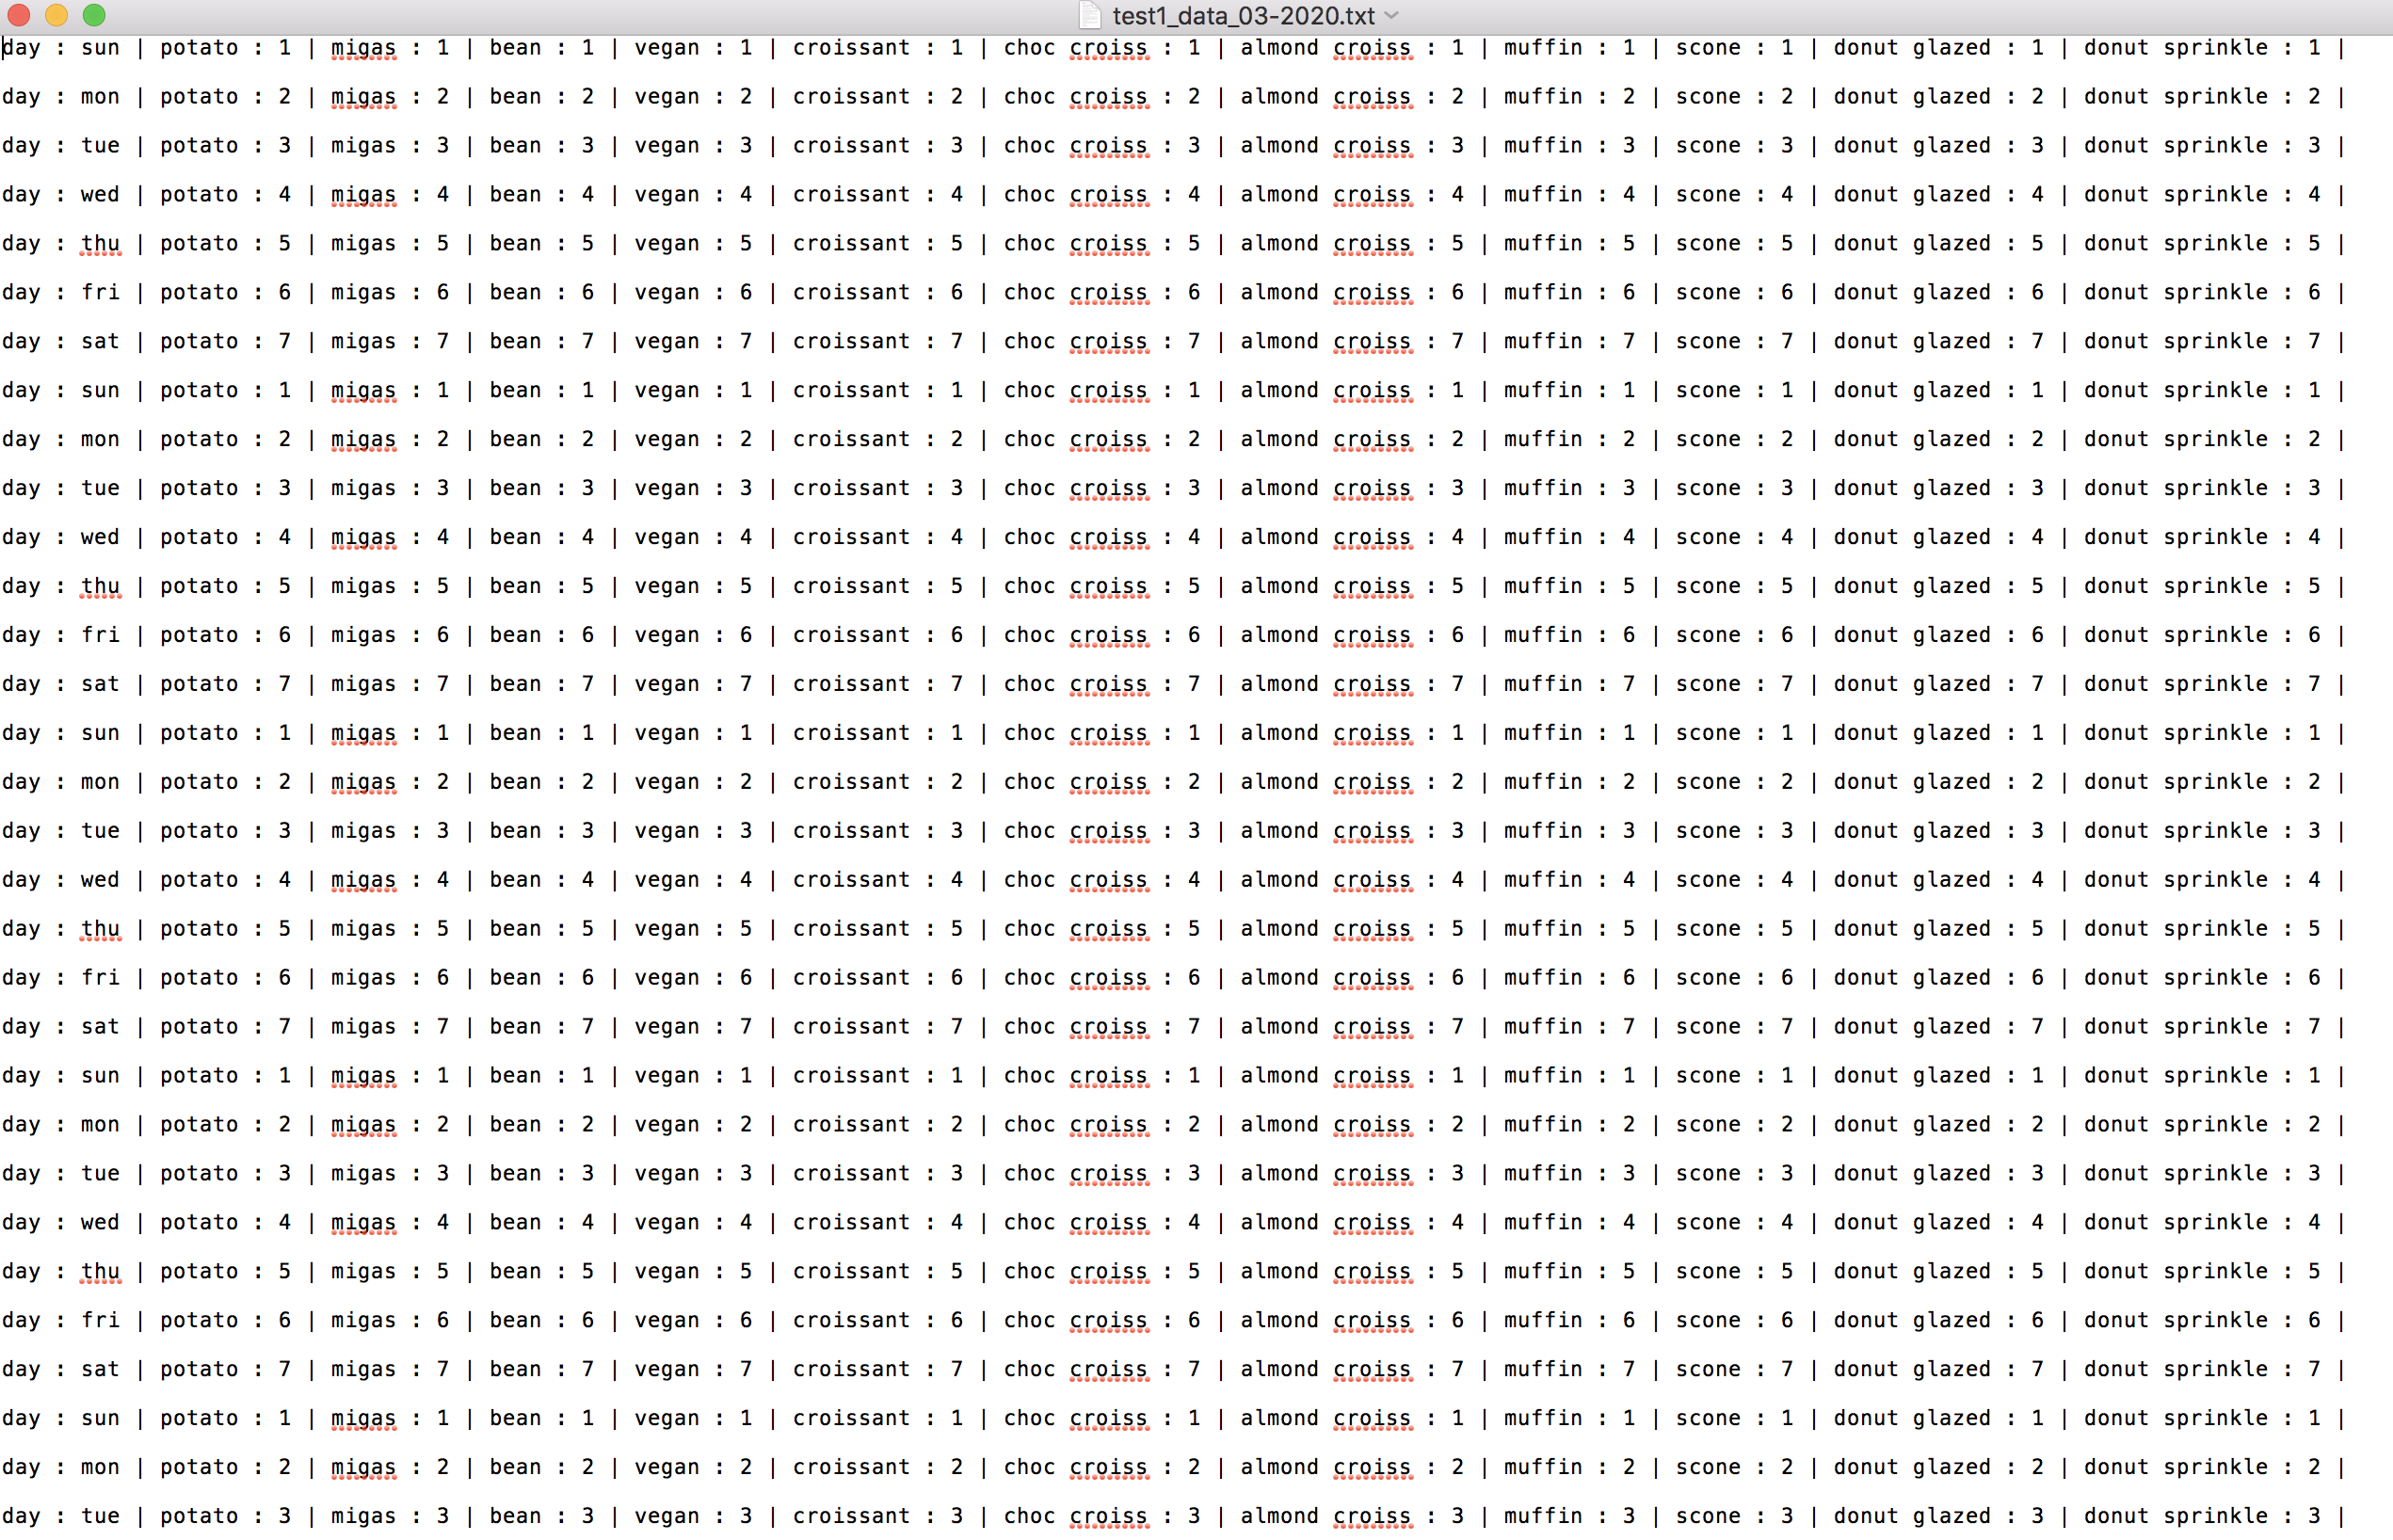 test1_data_03-2020.txt
day : sun | potato : 1 | migas : 1 | bean : 1 | vegan : 1 | croissant : 1 | choc croiss : 1 | almond croiss : 1 | muffin : 1 | scone : 1 | donut glazed : 1 | donut sprinkle : 1 |
day : mon | potato : 2 | migas : 2 | bean : 2 | vegan : 2 | croissant : 2 | choc croiss : 2 | almond croiss : 2 | muffin : 2 | scone : 2 | donut glazed : 2 | donut sprinkle : 2 |
day : tue | potato : 3 | migas : 3 | bean : 3 | vegan : 3 | croissant : 3 | choc croiss : 3 | almond croiss : 3 | muffin : 3 | scone : 3 | donut glazed : 3 | donut sprinkle : 3 |
day : wed | potato : 4 | migas : 4 | bean : 4 | vegan : 4 | croissant : 4 | choc croiss : 4 | almond croiss : 4 | muffin : 4 | scone : 4 | donut glazed : 4 | donut sprinkle : 4 |
day : thu | potato : 5 | migas : 5 | bean : 5 | vegan : 5 | croissant : 5 | choc croiss : 5 | almond croiss : 5 | muffin : 5 | scone : 5 | donut glazed : 5 | donut sprinkle : 5 |
day : fri | potato : 6 | migas : 6 | bean : 6 | vegan : 6 | croissant : 6 | choc croiss : 6 | almond croiss : 6 | muffin : 6 | scone : 6 | donut glazed : 6 | donut sprinkle : 6 |
day : sat | potato : 7 | migas : 7 | bean : 7 | vegan : 7 | croissant : 7 | choc croiss : 7 | almond croiss : 7 | muffin : 7 | scone : 7 | donut glazed : 7 | donut sprinkle : 7 |
day : sun | potato : 1 | migas : 1 | bean : 1 | vegan : 1 | croissant : 1 | choc croiss : 1 | almond croiss : 1 | muffin : 1 | scone : 1 | donut glazed : 1 | donut sprinkle : 1 |
day : mon | potato : 2 | migas : 2 | bean : 2 | vegan : 2 | croissant : 2 | choc croiss : 2 | almond croiss : 2 | muffin : 2 | scone : 2 | donut glazed : 2 | donut sprinkle : 2 |
day : tue | potato : 3 | migas : 3 | bean : 3 | vegan : 3 | croissant : 3 | choc croiss : 3 | almond croiss : 3 | muffin : 3 | scone : 3 | donut glazed : 3 | donut sprinkle : 3 |
day : wed | potato : 4 | migas : 4 | bean : 4 | vegan : 4 | croissant : 4 | choc croiss : 4 | almond croiss : 4 | muffin : 4 | scone : 4 | donut glazed : 4 | donut sprinkle : 4 |
day : thu | potato : 5 | migas : 5 | bean : 5 | vegan : 5 | croissant : 5 | choc croiss : 5 | almond croiss : 5 | muffin : 5 | scone : 5 | donut glazed : 5 | donut sprinkle : 5 |
day : fri | potato : 6 | migas : 6 | bean : 6 | vegan : 6 | croissant : 6 | choc croiss : 6 | almond croiss : 6 | muffin : 6 | scone : 6 | donut glazed : 6 | donut sprinkle : 6 |
day : sat | potato : 7 | migas : 7 | bean : 7 | vegan : 7 | croissant : 7 | choc croiss : 7 | almond croiss : 7 | muffin : 7 | scone : 7 | donut glazed : 7 | donut sprinkle : 7 |
day : sun | potato : 1 | migas : 1 | bean : 1 | vegan : 1 | croissant : 1 | choc croiss : 1 | almond croiss : 1 | muffin : 1 | scone : 1 | donut glazed : 1 | donut sprinkle : 1 |
day : mon | potato : 2 | migas : 2 | bean : 2 | vegan : 2 | croissant : 2 | choc croiss : 2 | almond croiss : 2 | muffin : 2 | scone : 2 | donut glazed : 2 | donut sprinkle : 2 |
day : tue | potato : 3 | migas : 3 | bean : 3 | vegan : 3 | croissant : 3 | choc croiss : 3 | almond croiss : 3 | muffin : 3 | scone : 3 | donut glazed : 3 | donut sprinkle : 3 |
day : wed | potato : 4 | migas : 4 | bean : 4 | vegan : 4 | croissant : 4 | choc croiss : 4 | almond croiss : 4 | muffin : 4 | scone : 4 | donut glazed : 4 | donut sprinkle : 4 |
day : thu | potato : 5 | migas : 5 | bean : 5 | vegan : 5 | croissant : 5 | choc croiss : 5 | almond croiss : 5 | muffin : 5 | scone : 5 | donut glazed : 5 | donut sprinkle : 5 |
day : fri | potato : 6 | migas : 6 | bean : 6 | vegan : 6 | croissant : 6 | choc croiss : 6 | almond croiss : 6 | muffin : 6 | scone : 6 | donut glazed : 6 | donut sprinkle : 6 |
day : sat | potato : 7 | migas : 7 | bean : 7 | vegan : 7 | croissant : 7 | choc croiss : 7 | almond croiss : 7 | muffin : 7 | scone : 7 | donut glazed : 7 | donut sprinkle : 7 |
day : sun | potato : 1 | migas : 1 | bean : 1 | vegan : 1 | croissant : 1 | choc croiss : 1 | almond croiss : 1 | muffin : 1 | scone : 1 | donut glazed : 1 | donut sprinkle : 1 |
day : mon | potato : 2 | migas : 2 | bean : 2 | vegan : 2 | croissant : 2 | choc croiss : 2 | almond croiss : 2 | muffin : 2 | scone : 2 | donut glazed : 2 | donut sprinkle : 2 |
day : tue | potato : 3 | migas : 3 | bean : 3 | vegan : 3 | croissant : 3 | choc croiss : 3 | almond croiss : 3 | muffin : 3 | scone : 3 | donut glazed : 3 | donut sprinkle : 3 |
day : wed | potato : 4 | migas : 4 | bean : 4 | vegan : 4 | croissant : 4 | choc croiss : 4 | almond croiss : 4 | muffin : 4 | scone : 4 | donut glazed : 4 | donut sprinkle : 4 |
day : thu | potato : 5 | migas : 5 | bean : 5 | vegan : 5 | croissant : 5 | choc croiss : 5 | almond croiss : 5 | muffin : 5 | scone : 5 | donut glazed : 5 | donut sprinkle : 5 |
day : fri | potato : 6 | migas : 6 | bean : 6 | vegan : 6 | croissant : 6 | choc croiss : 6 | almond croiss : 6 | muffin : 6 | scone : 6 | donut glazed : 6 | donut sprinkle : 6 |
day : sat | potato : 7 | migas : 7 | bean : 7 | vegan : 7 | croissant : 7 | choc croiss : 7 | almond croiss : 7 | muffin : 7 | scone : 7 | donut glazed : 7 | donut sprinkle : 7 |
day : sun | potato : 1 | migas : 1 | bean : 1 | vegan : 1 | croissant : 1 | choc croiss : 1 | almond croiss : 1 | muffin : 1 | scone : 1 | donut glazed : 1 | donut sprinkle : 1 |
day : mon | potato : 2 | migas : 2 | bean : 2 | vegan : 2 | croissant : 2 | choc croiss : 2 | almond croiss : 2 | muffin : 2 | scone : 2 | donut glazed : 2 | donut sprinkle : 2 |
day : tue | potato : 3 | migas : 3 | bean : 3 | vegan : 3 | croissant : 3 | choc croiss : 3 | almond croiss : 3 | muffin : 3 | scone : 3 | donut glazed : 3 | donut sprinkle : 3 |